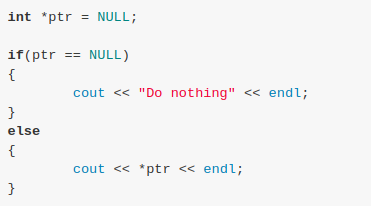 int *ptr = NULL;

if(ptr == NULL)
{
        cout << "Do nothing" << endl;
}
else
{
        cout << *ptr << endl;
}